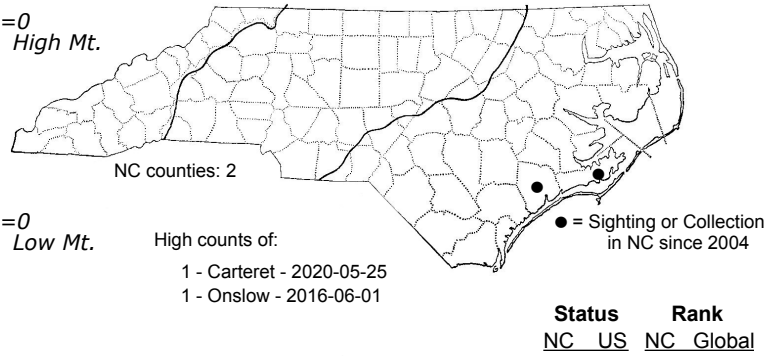 =0
High Mt.
NC counties: 2
=0
Low Mt.
High counts of:
1 - Carteret - 2020-05-25
1 - Onslow - 2016-06-01
● = Sighting or Collection
in NC since 2004
Status Rank
NC US NC Global